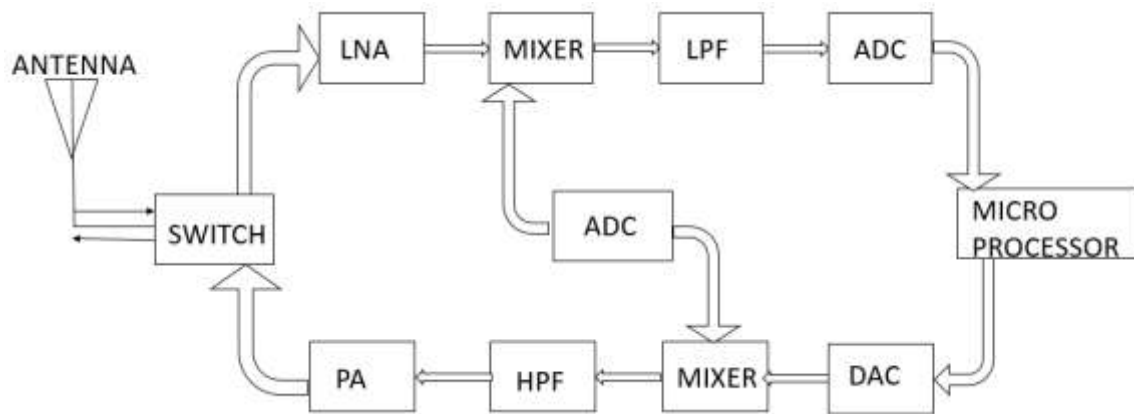 LNA
MIXER
LPF
ADC
ANTENNA
SWITCH
ADC
MICRO
PROCESSOR
PA
HPF
MIXER
DAC